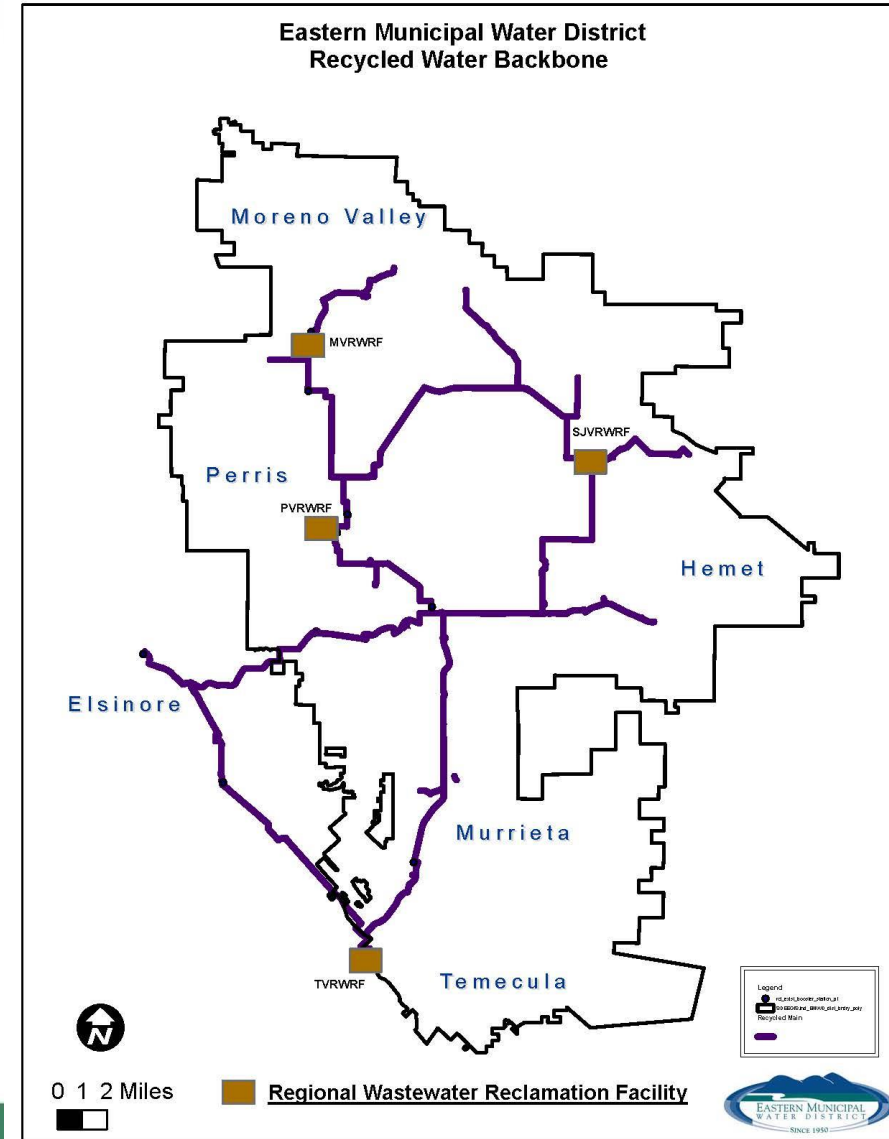 Eastern Municipal Water District
Recycled Water Backbone
Moreno Valley
MVRWRF
SJVRWRF
Perris
PVRWRF
Hemet
Elsinore
Murrieta
Temecula
TVRWRF
Legend
Recycled Main
N
0 1 2 Miles
Regional Wastewater Reclamation Facility
EASTERN MUNICIPAL
WATER DISTRICT
SINCE 1950